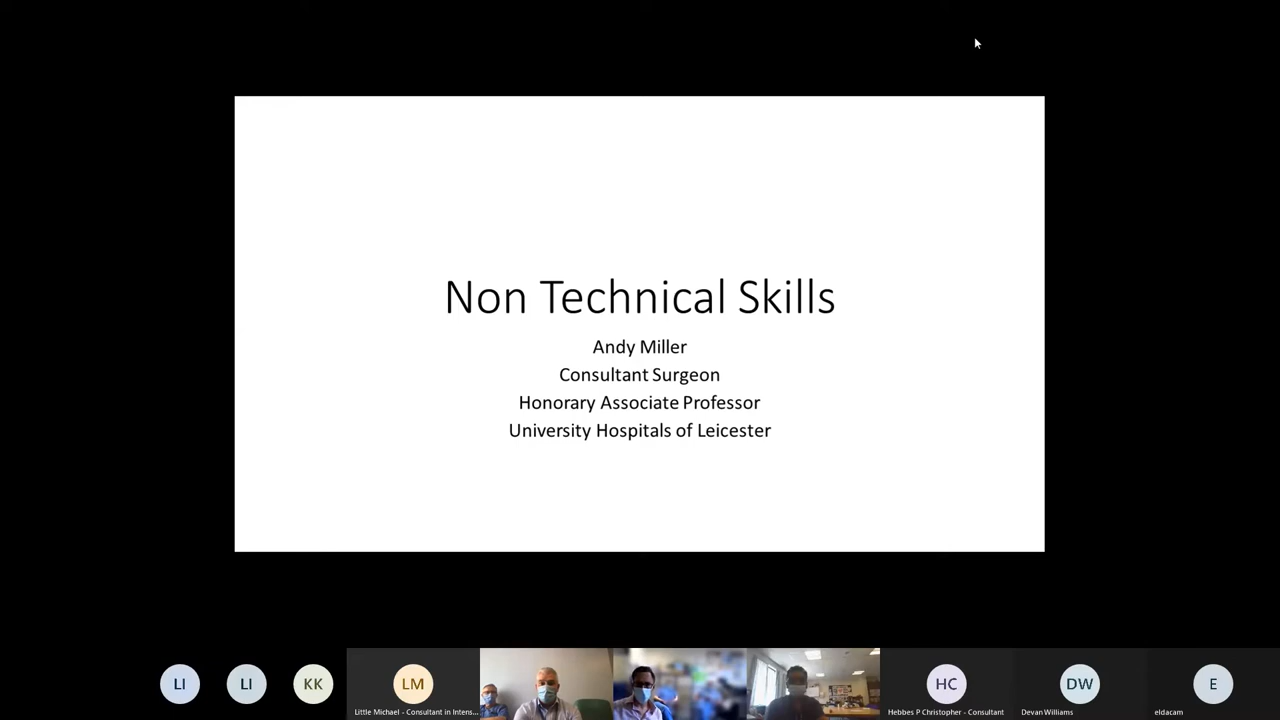 Non Technical Skills
Andy Miller
Consultant Surgeon
Honorary Associate Professor
University Hospitals of Leicester
LI
LI
KK
LM
HC
DW
E
Little Michael - Consultant in Intens...
Hebbes P Christopher - Consultant
Devan Williams
eldacam